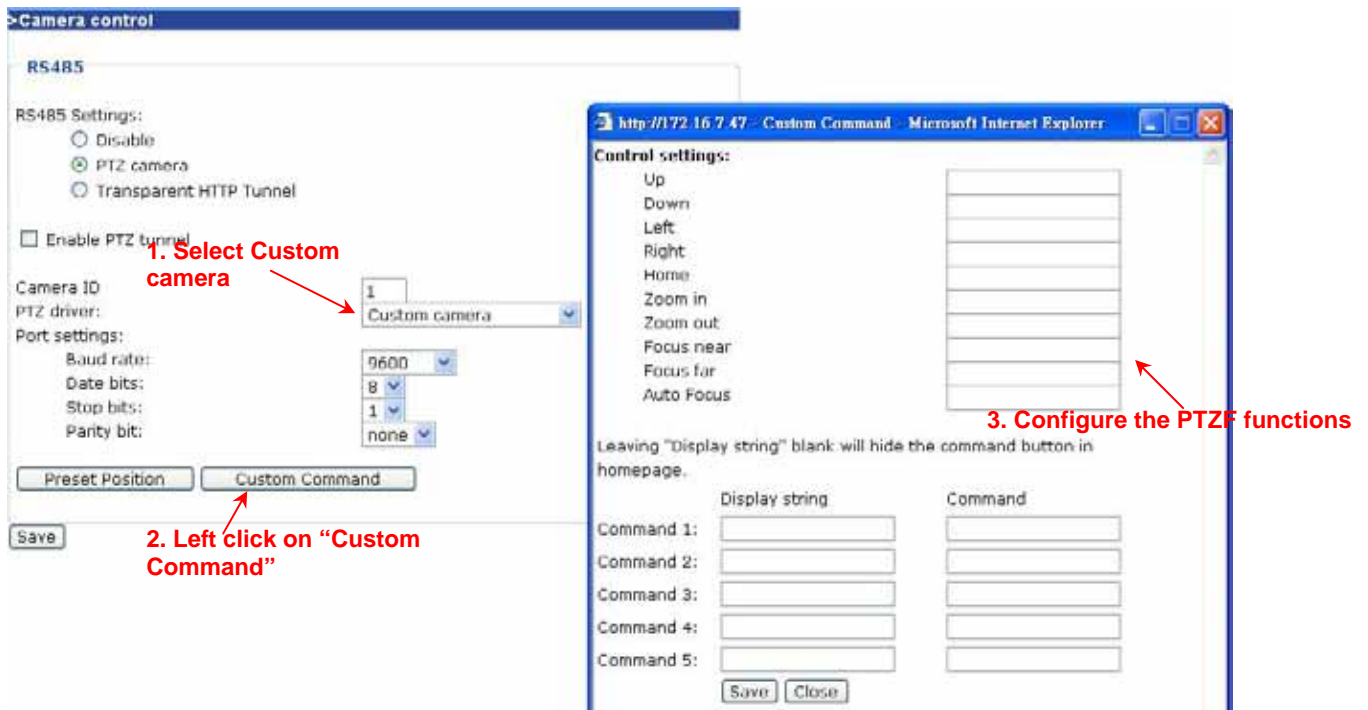 >Camera control
RS485
RS485 Settings:
Disable
PTZ camera
Transparent HTTP Tunnel
Enable PTZ tunnel
1. Select Custom
camera
Camera ID 1
PTZ driver: Custom camera
Port settings:
Baud rate: 9600
Date bits: 8
Stop bits: 1
Parity bit: none
Preset Position Custom Command
Save
2. Left click on “Custom
Command”
http://172.16.7.47 - Custom Command - Microsoft Internet Explorer
Control settings:
Up
Down
Left
Right
Home
Zoom in
Zoom out
Focus near
Focus far
Auto Focus
3. Configure the PTZF functions
Leaving "Display string" blank will hide the command button in
homepage.
Display string Command
Command 1:
Command 2:
Command 3:
Command 4:
Command 5:
Save Close